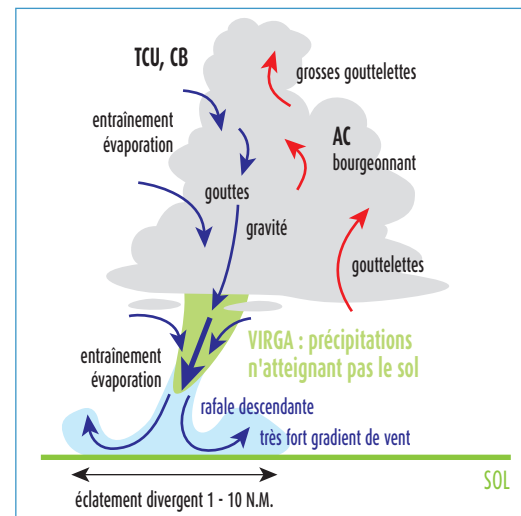 TCU, CB
grosses gouttelettes
entraînement
évaporation
AC
bourgeonnant
gouttes
gravité
gouttelettes
VIRGA : précipitations
n'atteignant pas le sol
entraînement
évaporation
rafale descendante
très fort gradient de vent
SOL
éclatement divergent 1 - 10 N.M.